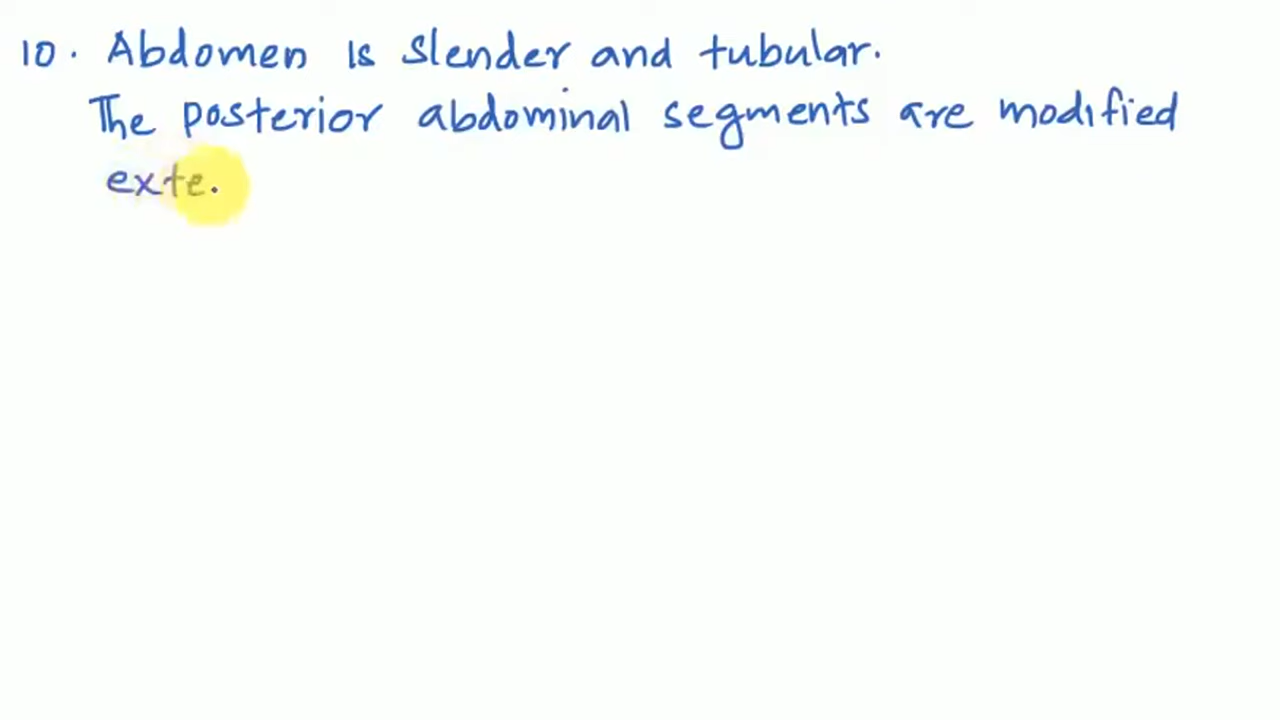 10. Abdomen is slender and tubular.
The posterior abdominal segments are modified
exte.